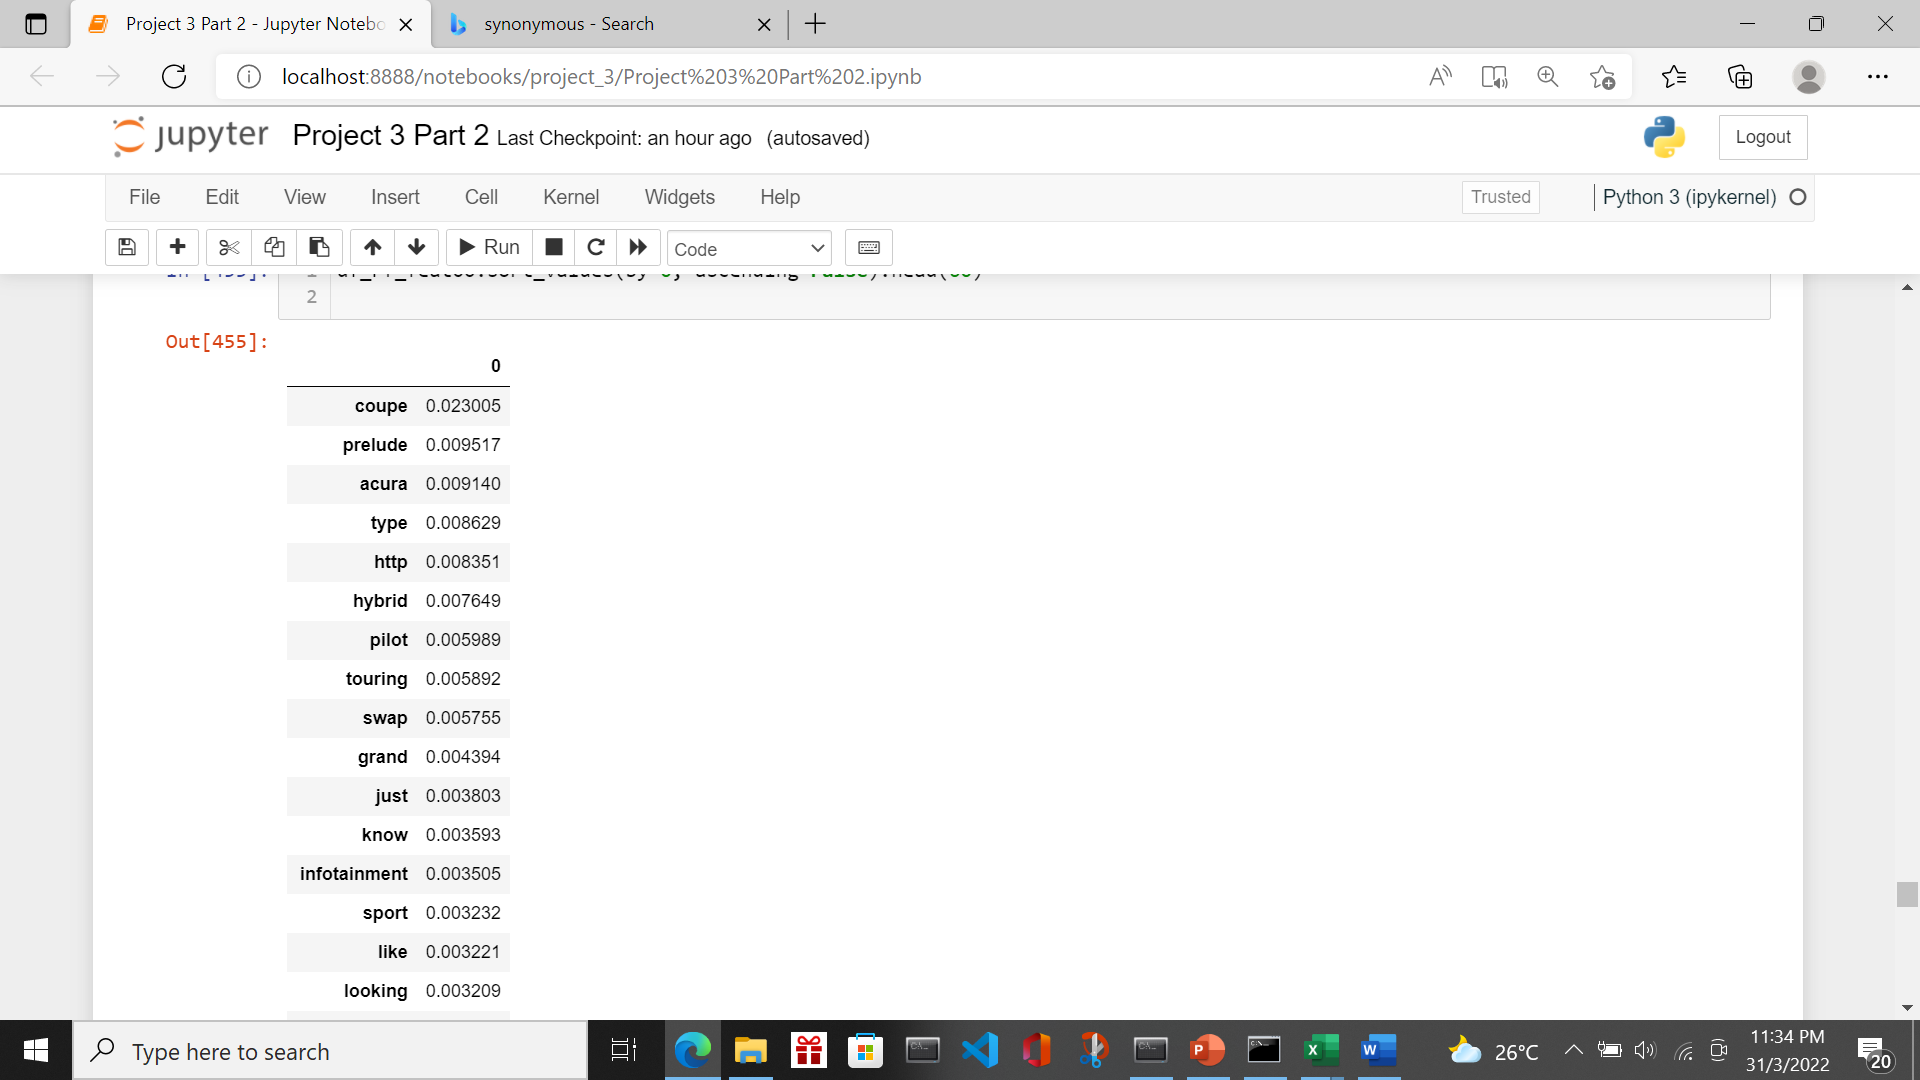 Project 3 Part 2 - Jupyter Notebo
synonymous - Search
localhost:8888/notebooks/project_3/Project%203%20Part%202.ipynb
jupyter Project 3 Part 2 Last Checkpoint: an hour ago (autosaved)
Logout
File Edit View Insert Cell Kernel Widgets Help
Trusted
Python 3 (ipykernel)
Run
Code
2
Out[455]:
0
coupe 0.023005
prelude 0.009517
acura 0.009140
type 0.008629
http 0.008351
hybrid 0.007649
pilot 0.005989
touring 0.005892
swap 0.005755
grand 0.004394
just 0.003803
know 0.003593
infotainment 0.003505
sport 0.003232
like 0.003221
looking 0.003209
Type here to search
26°C
11:34 PM
31/3/2022
20